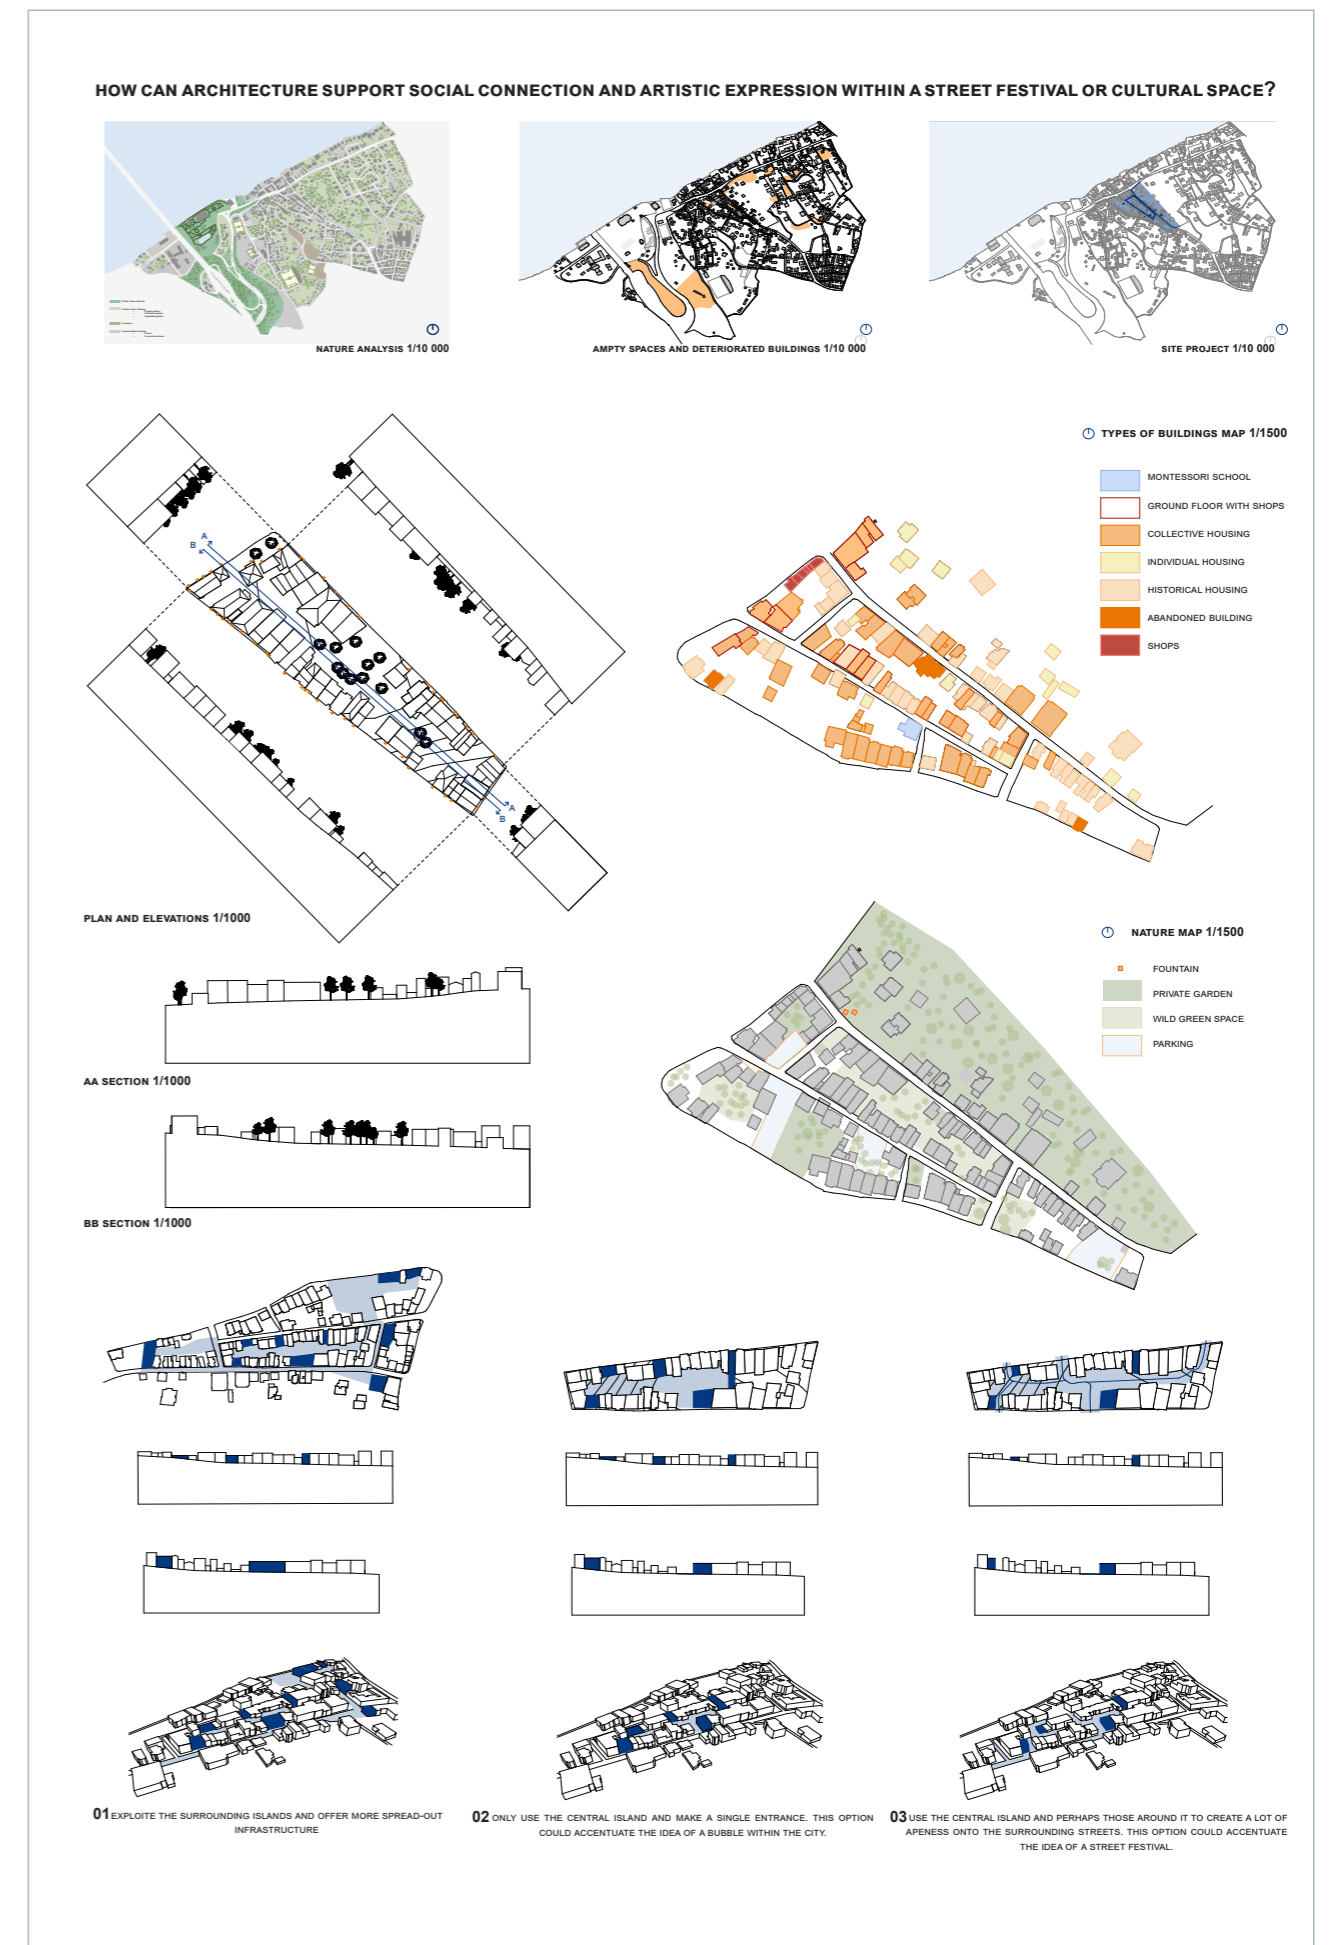 HOW CAN ARCHITECTURE SUPPORT SOCIAL CONNECTION AND ARTISTIC EXPRESSION WITHIN A STREET FESTIVAL OR CULTURAL SPACE?
NATURE ANALYSIS 1/10 000
AMPTY SPACES AND DETERIORATED BUILDINGS 1/10 000
SITE PROJECT 1/10 000
TYPES OF BUILDINGS MAP 1/1500
MONTESSORI SCHOOL
GROUND FLOOR WITH SHOPS
COLLECTIVE HOUSING
INDIVIDUAL HOUSING
HISTORICAL HOUSING
ABANDONED BUILDING
SHOPS
A
B
A
B
PLAN AND ELEVATIONS 1/1000
NATURE MAP 1/1500
FOUNTAIN
PRIVATE GARDEN
WILD GREEN SPACE
PARKING
AA SECTION 1/1000
BB SECTION 1/1000
01 EXPLOITE THE SURROUNDING ISLANDS AND OFFER MORE SPREAD-OUT
INFRASTRUCTURE
02 ONLY USE THE CENTRAL ISLAND AND MAKE A SINGLE ENTRANCE. THIS OPTION
COULD ACCENTUATE THE IDEA OF A BUBBLE WITHIN THE CITY.
03 USE THE CENTRAL ISLAND AND PERHAPS THOSE AROUND IT TO CREATE A LOT OF
APENESS ONTO THE SURROUNDING STREETS. THIS OPTION COULD ACCENTUATE
THE IDEA OF A STREET FESTIVAL.